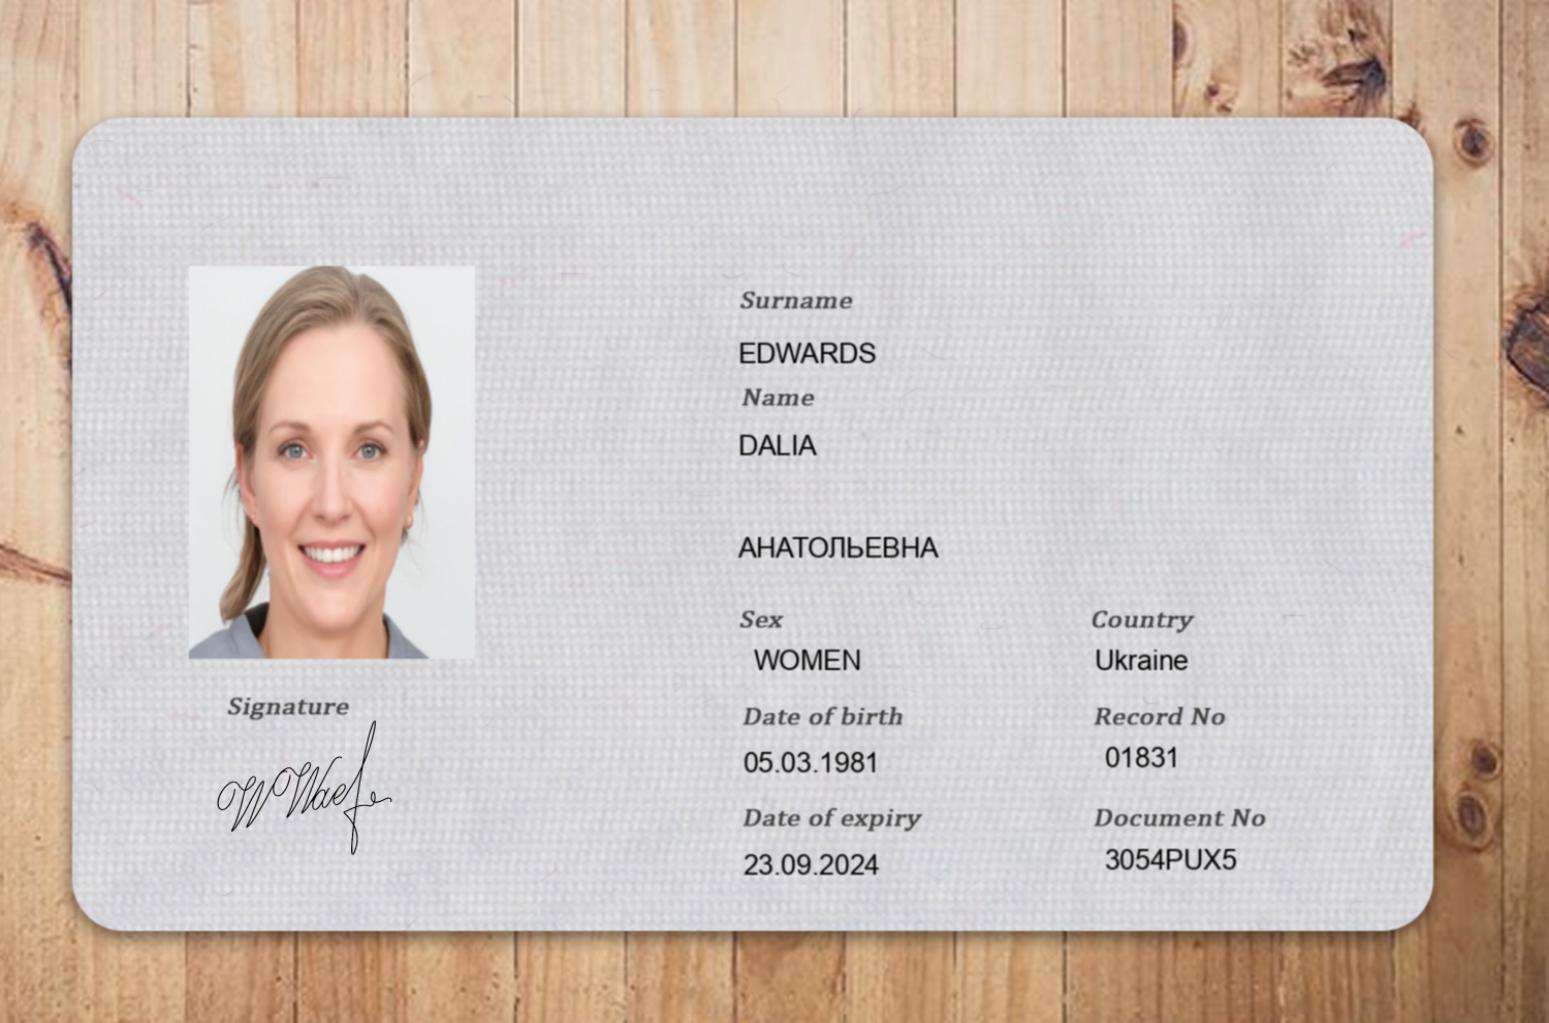 Surname
EDWARDS
Name
DALIA
АНАТОЛЬЕВНА
Sex
WOMEN
Country
Ukraine
Date of birth
05.03.1981
Record No
01831
Date of expiry
23.09.2024
Document No
3054PUX5
Signature